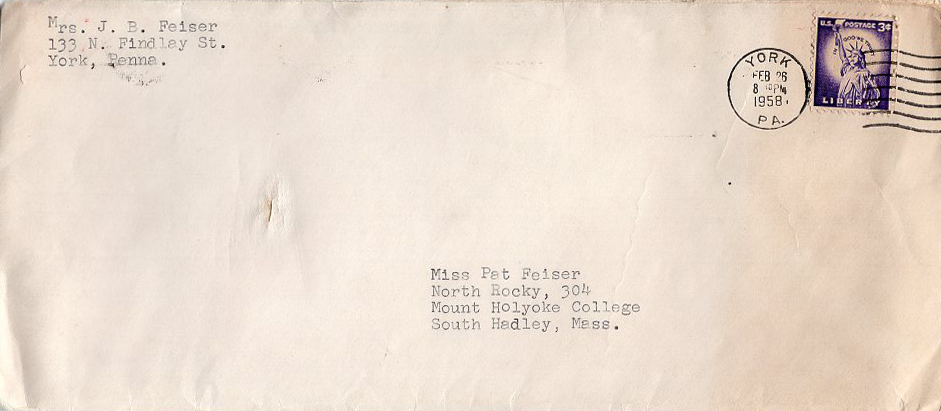 Mrs. J. B. Feiser
133 N. Findlay St.
York, Penna.
YORK
FEB 26
8 PM
1958
PA.
U.S. POSTAGE 3¢
IN GOD WE TRUST
LIBERTY
Miss Pat Feiser
North Rocky, 304
Mount Holyoke College
South Hadley, Mass.